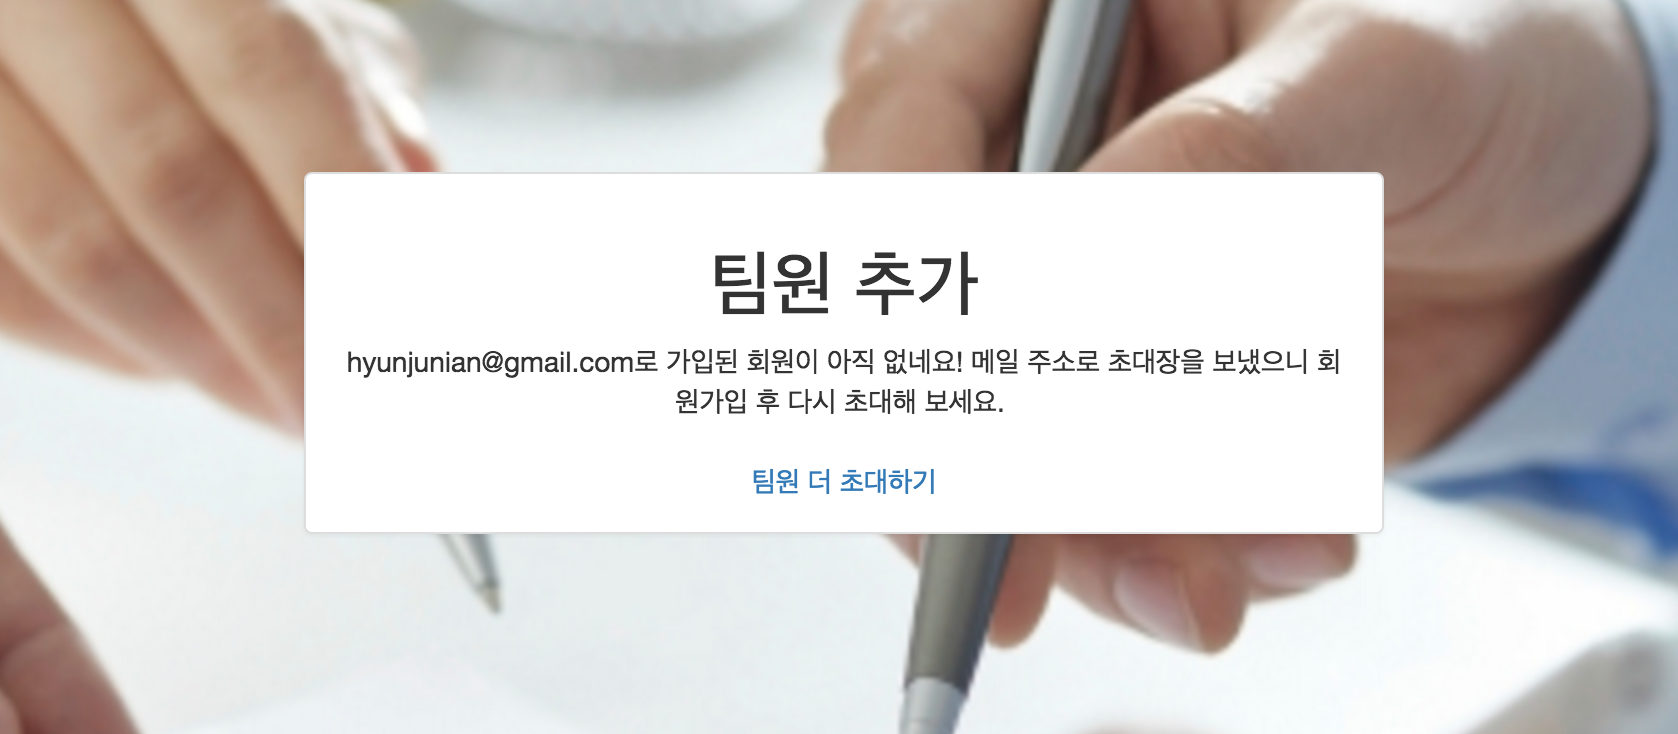 팀원 추가
hyunjunian@gmail.com로 가입된 회원이 아직 없네요! 메일 주소로 초대장을 보냈으니 회
원가입 후 다시 초대해 보세요.
팀원 더 초대하기